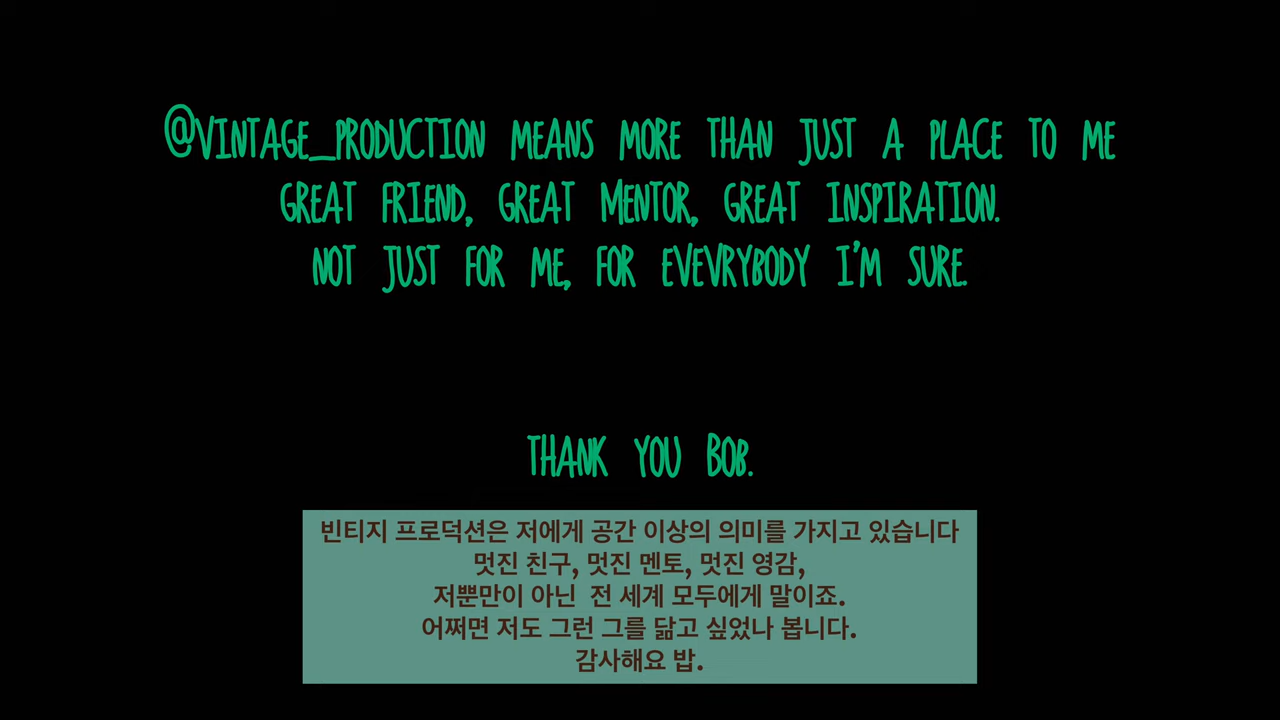 @VINTAGE_PRODUCTION MEANS MORE THAN JUST A PLACE TO ME
GREAT FRIEND, GREAT MENTOR, GREAT INSPIRATION.
NOT JUST FOR ME, FOR EVEVRYBODY I'M SURE.
THANK YOU BOB.
빈티지 프로덕션은 저에게 공간 이상의 의미를 가지고 있습니다
멋진 친구, 멋진 멘토, 멋진 영감,
저뿐만이 아닌 전 세계 모두에게 말이죠.
어쩌면 저도 그런 그를 닮고 싶었나 봅니다.
감사해요 밥.